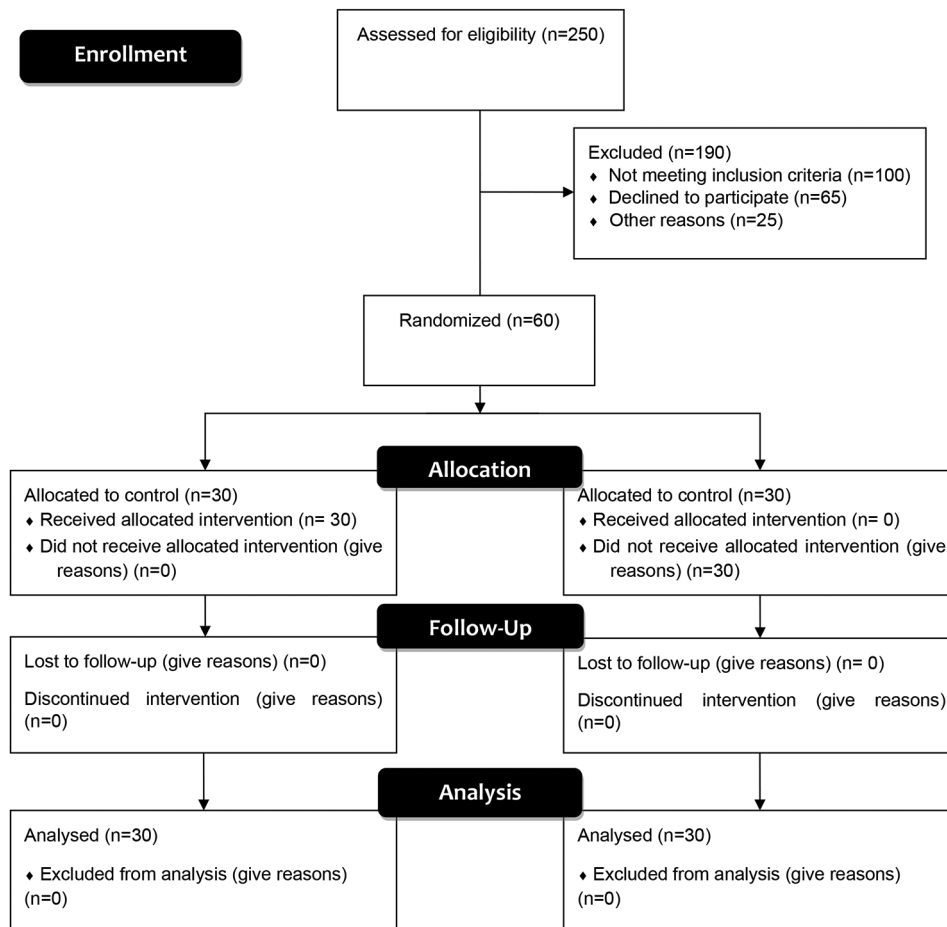 Enrollment
Assessed for eligibility (n=250)
Excluded (n=190)
♦ Not meeting inclusion criteria (n=100)
♦ Declined to participate (n=65)
♦ Other reasons (n=25)
Randomized (n=60)
Allocation
Allocated to control (n=30)
♦ Received allocated intervention (n= 30)
♦ Did not receive allocated intervention (give
reasons) (n=0)
Allocated to control (n=30)
♦ Received allocated intervention (n= 0)
♦ Did not receive allocated intervention (give
reasons) (n=30)
Follow-Up
Lost to follow-up (give reasons) (n=0)
Discontinued intervention (give reasons)
(n=0)
Lost to follow-up (give reasons) (n= 0)
Discontinued intervention (give reasons)
(n=0)
Analysis
Analysed (n=30)
♦ Excluded from analysis (give reasons)
(n=0)
Analysed (n=30)
♦ Excluded from analysis (give reasons)
(n=0)